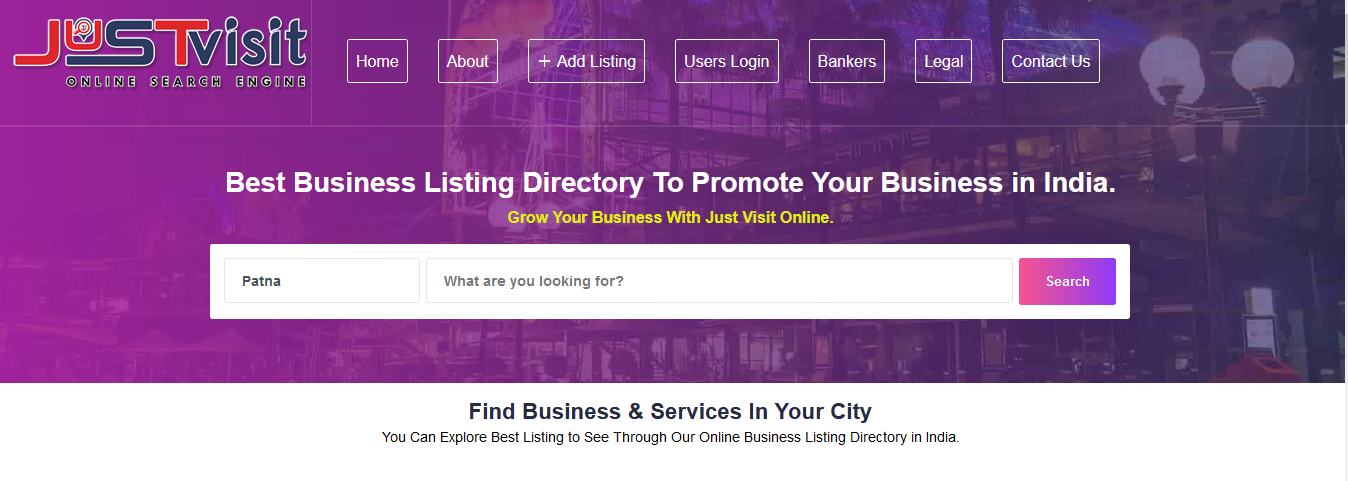 JUSTvisit
ONLINE SEARCH ENGINE
Home
About
+ Add Listing
Users Login
Bankers
Legal
Contact Us
Best Business Listing Directory To Promote Your Business in India.
Grow Your Business With Just Visit Online.
Patna
What are you looking for?
Search
Find Business & Services In Your City
You Can Explore Best Listing to See Through Our Online Business Listing Directory in India.